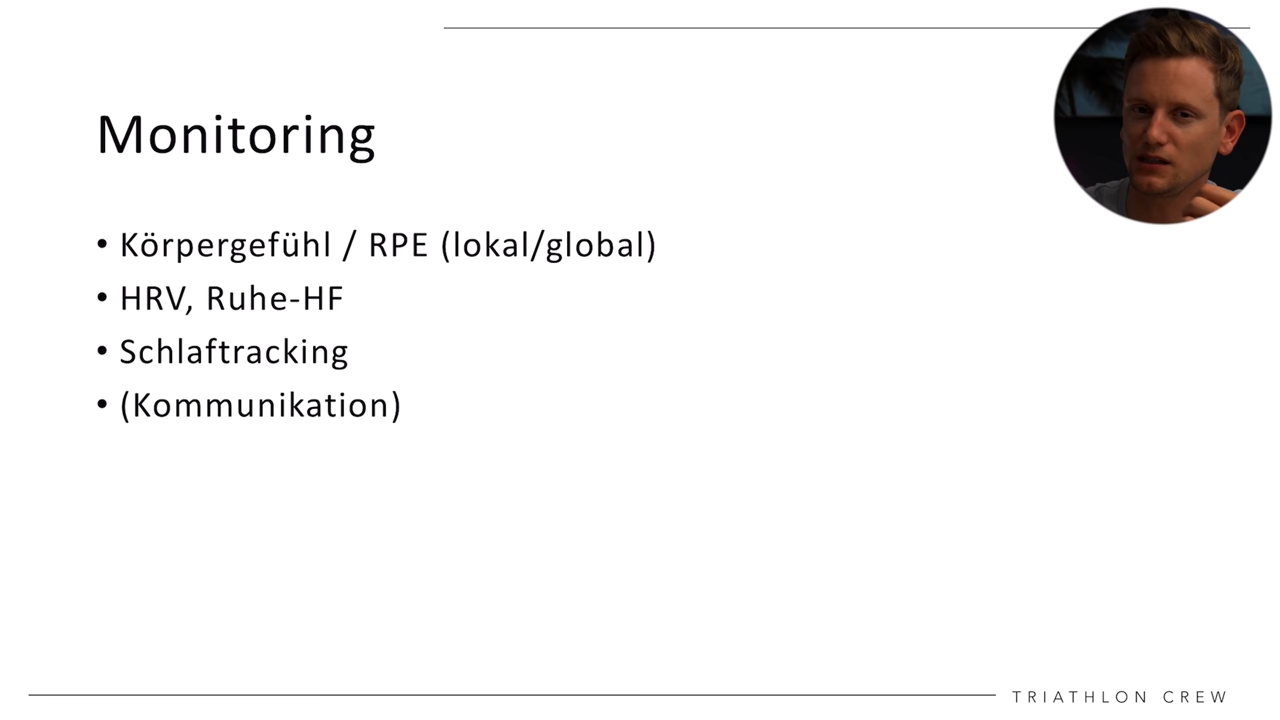 Monitoring
• Körpergefühl / RPE (lokal/global)
• HRV, Ruhe-HF
• Schlaftracking
• (Kommunikation)
TRIATHLON CREW